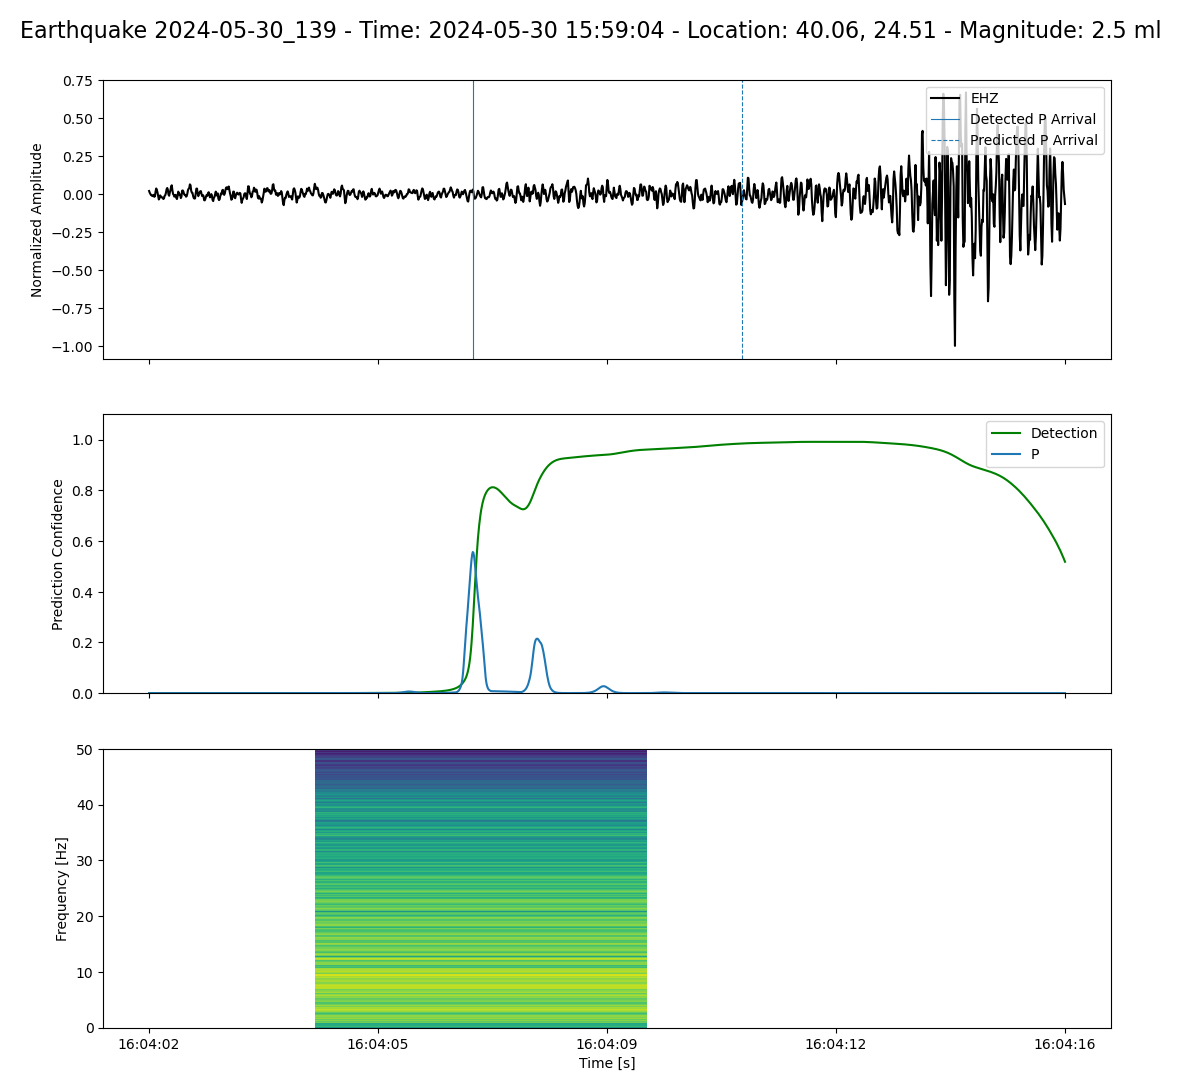 Earthquake 2024-05-30_139 - Time: 2024-05-30 15:59:04 - Location: 40.06, 24.51 - Magnitude: 2.5 ml
0.75
0.50
0.25
0.00
−0.25
−0.50
−0.75
−1.00
Normalized Amplitude
EHZ
Detected P Arrival
Predicted P Arrival
1.0
0.8
0.6
0.4
0.2
0.0
Prediction Confidence
Detection
P
50
40
30
20
10
0
Frequency [Hz]
16:04:02
16:04:05
16:04:09
16:04:12
16:04:16
Time [s]